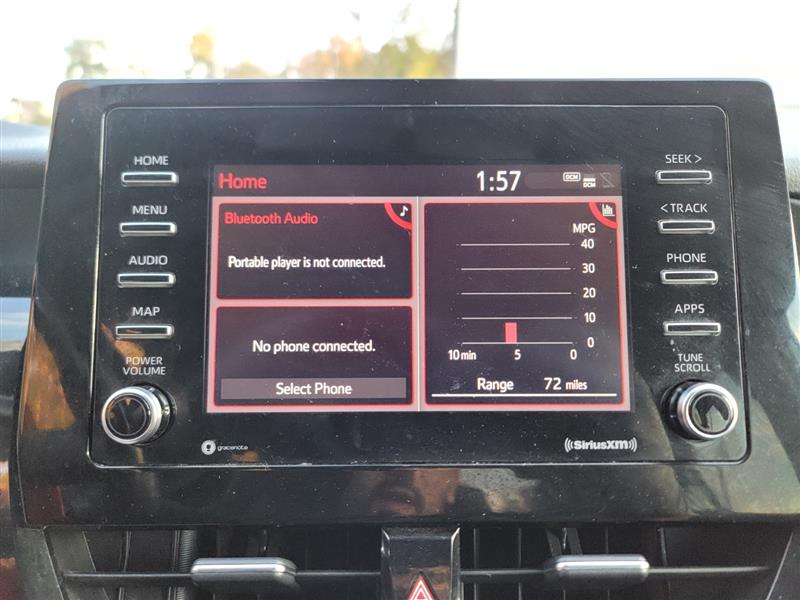 HOME
MENU
AUDIO
MAP
POWER
VOLUME
Home
1:57
DCM
DCM
Bluetooth Audio
Portable player is not connected.
No phone connected.
Select Phone
MPG
40
30
20
10
0
10 min 5 0
Range 72 miles
SEEK >
< TRACK
PHONE
APPS
TUNE
SCROLL
gracenote
SiriusXM